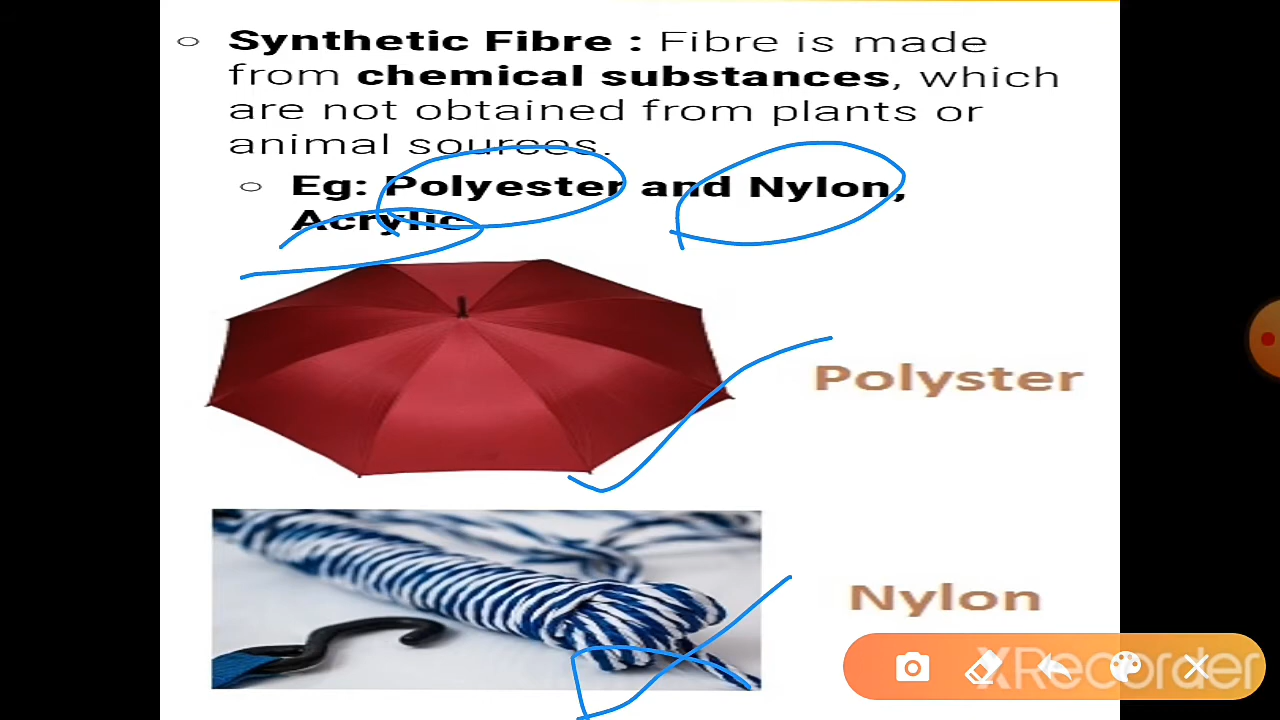 Synthetic Fibre : Fibre is made
from chemical substances, which
are not obtained from plants or
animal sources.
Eg: Polyester and Nylon,
Acrylic
Polyster
Nylon
XRecorder